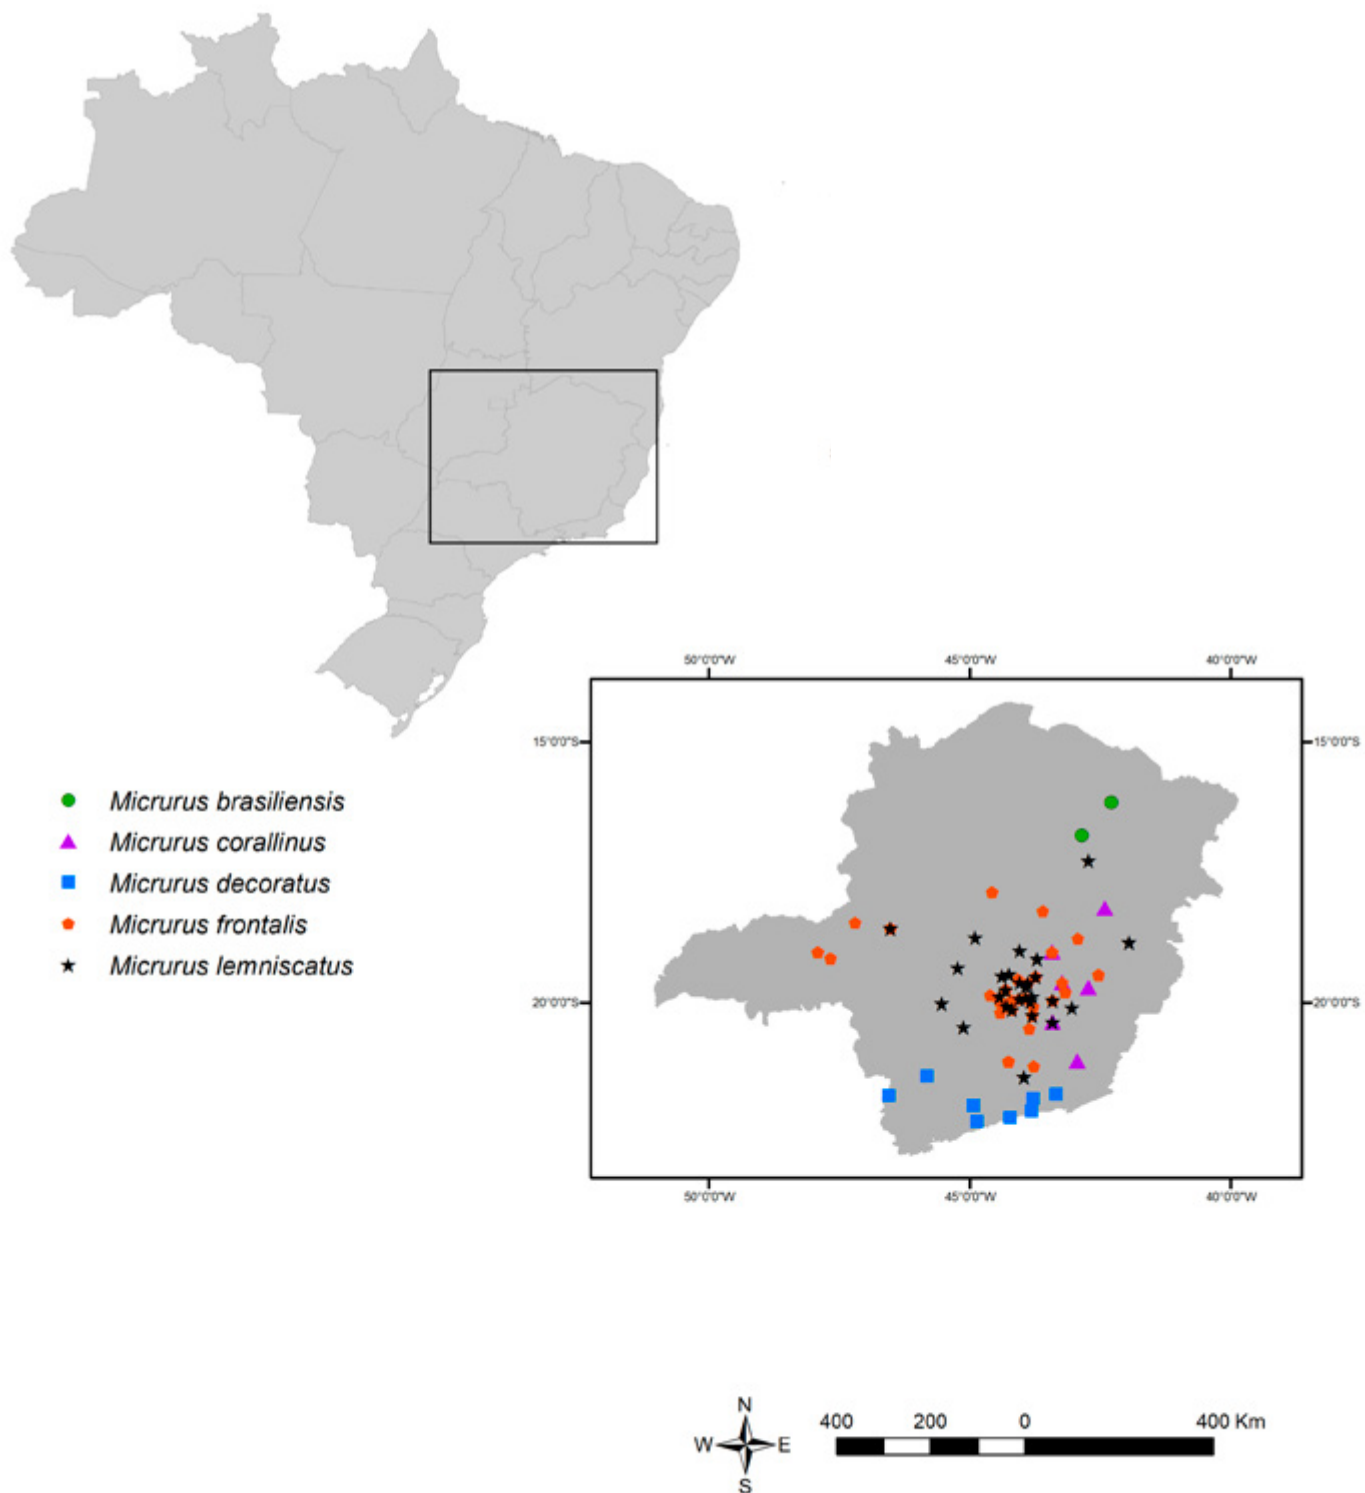 50°0'0"W 45°0'0"W 40°0'0"W
15°0'0"S 15°0'0"S
Micrurus brasiliensis
Micrurus corallinus
Micrurus decoratus
Micrurus frontalis
Micrurus lemniscatus
20°0'0"S 20°0'0"S
50°0'0"W 45°0'0"W 40°0'0"W
N
W E
S
400 200 0 400 Km